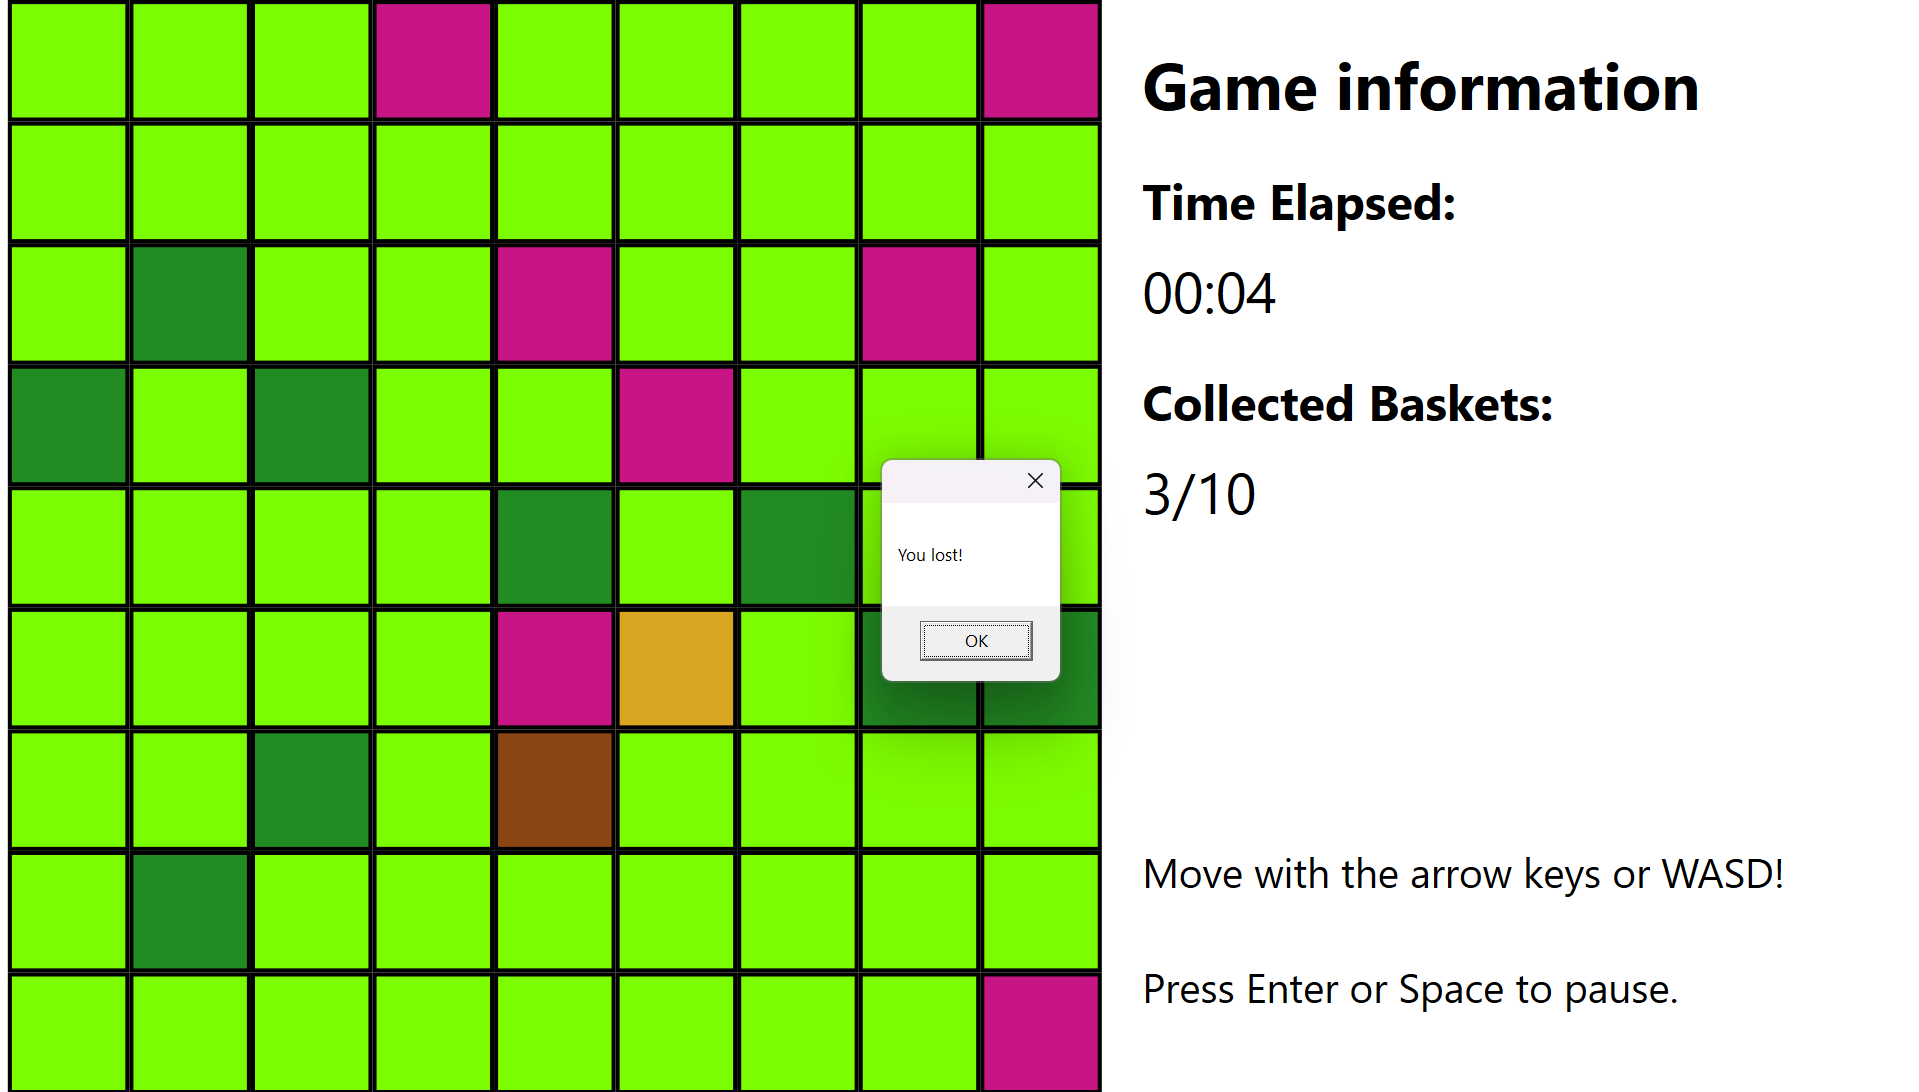 Game information
Time Elapsed:
00:04
Collected Baskets:
3/10
You lost!
OK
Move with the arrow keys or WASD!
Press Enter or Space to pause.